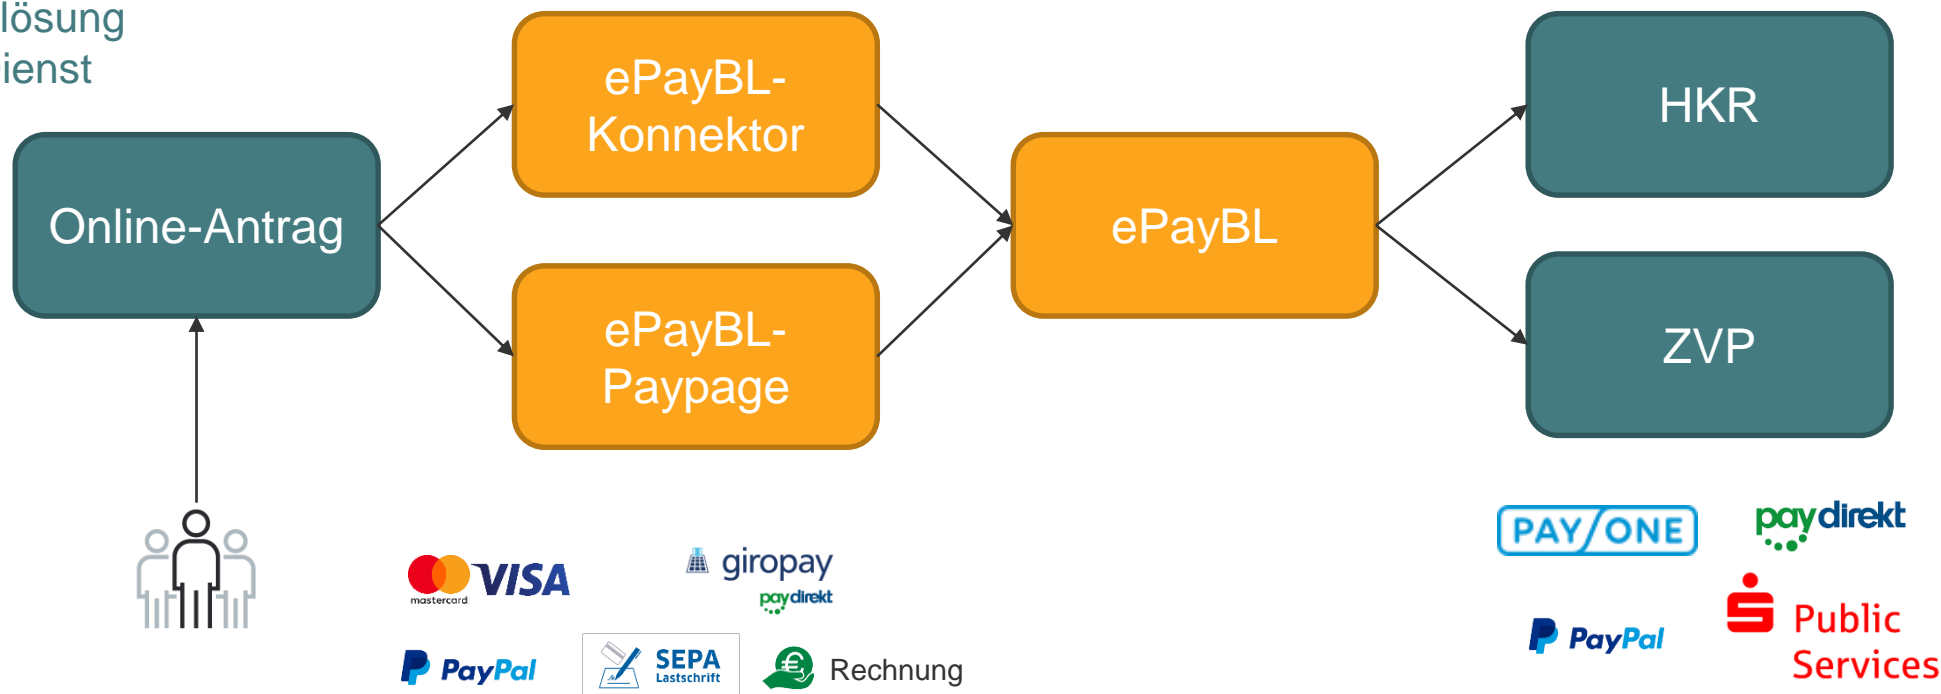 lösung
ienst
ePayBL-
Konnektor
HKR
Online-Antrag
ePayBL
ePayBL-
Paypage
ZVP
mastercard
VISA
giropay
paydirekt
PayPal
SEPA
Lastschrift
Rechnung
PAY/ONE
paydirekt
PayPal
Public
Services